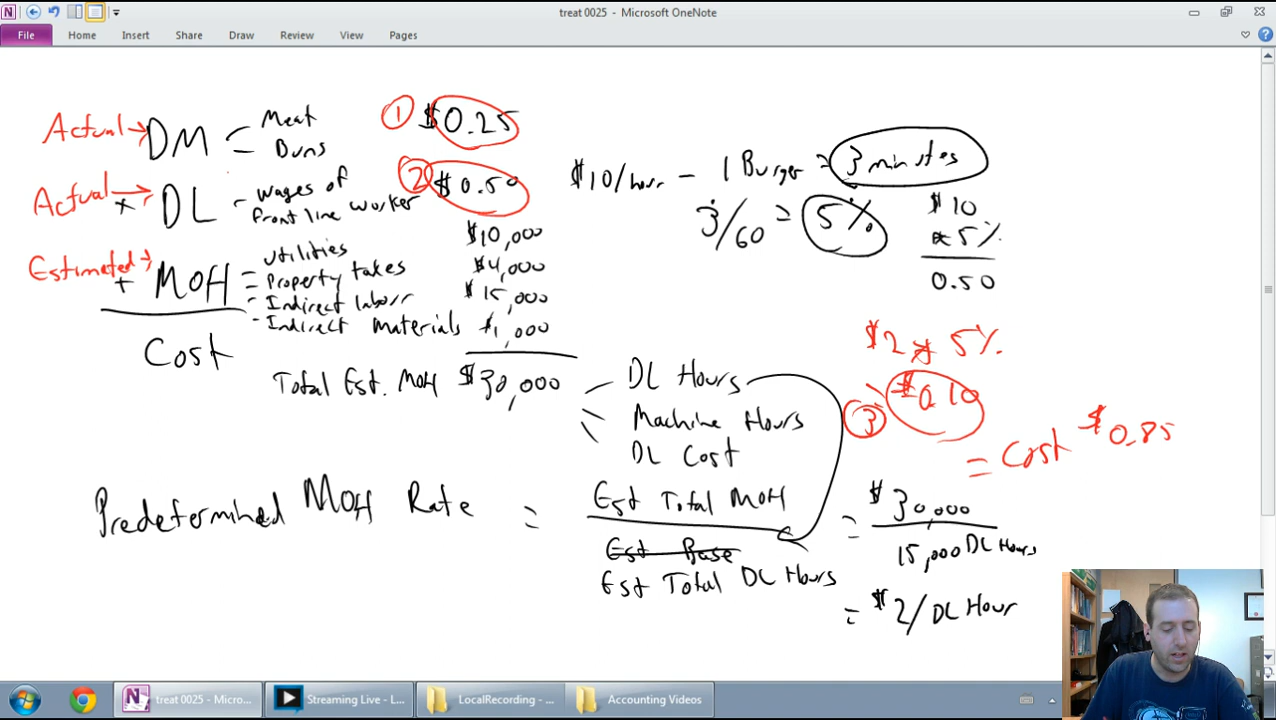 treat 0025 - Microsoft OneNote
File Home Insert Share Draw Review View Pages
Actual → DM = Meat
Buns
① $0.25
Actual → + DL - wages of
front line worker
② $0.50
$10/hour - 1 Burger = 3 minutes
3/60 = 5%
$10
* 5%
0.50
Estimated → + MOH = utilities $10,000
- Property taxes $4,000
- Indirect labour $15,000
- Indirect materials $1,000
Cost
Total Est. MOH $30,000
DL Hours
Machine Hours
DL Cost
$2 * 5%
③ $0.10
= Cost $0.85
Predetermined MOH Rate = Est Total MOH
Est Base
Est Total DL Hours
= $30,000
15,000 DL Hours
= $2/DL Hour
treat 0025 - Micro... Streaming Live - L... LocalRecording - ... Accounting Videos